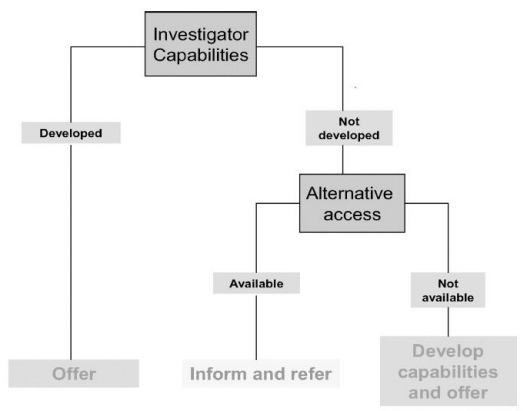 Investigator
Capabilities
Developed
Not
developed
Alternative
access
Available
Not
available
Offer
Inform and refer
Develop
capabilities
and offer